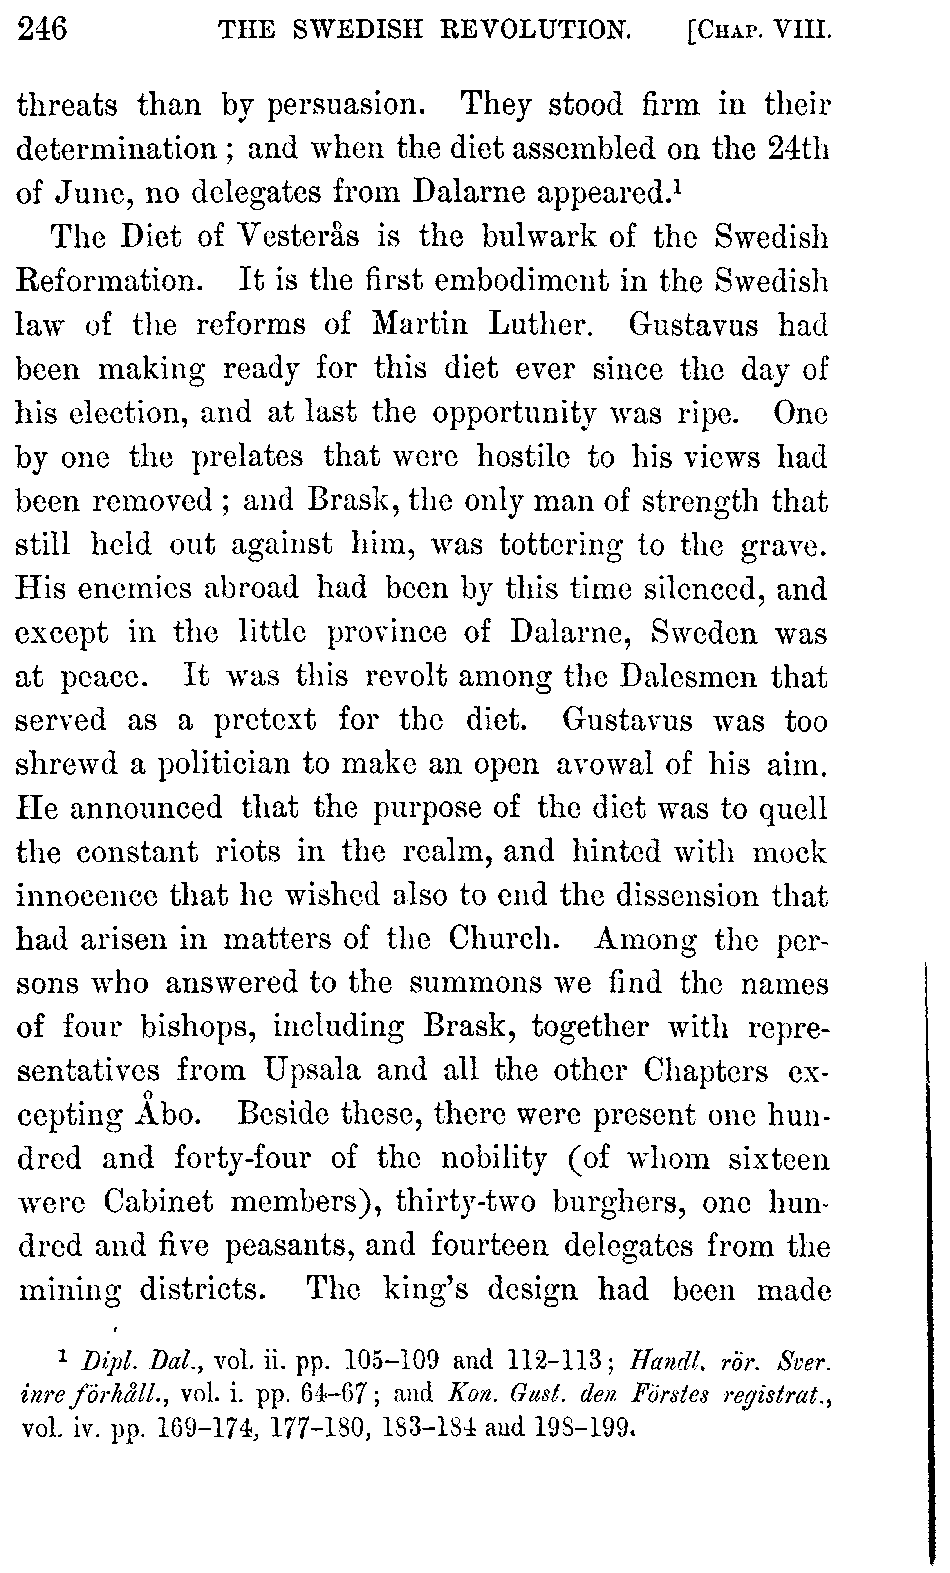 246 THE SWEDISH REVOLUTION. [CHAP. VIII.
threats than by persuasion. They stood firm in their
determination ; and when the diet assembled on the 24th
of June, no delegates from Dalarne appeared.¹
The Diet of Vesterås is the bulwark of the Swedish
Reformation. It is the first embodiment in the Swedish
law of the reforms of Martin Luther. Gustavus had
been making ready for this diet ever since the day of
his election, and at last the opportunity was ripe. One
by one the prelates that were hostile to his views had
been removed ; and Brask, the only man of strength that
still held out against him, was tottering to the grave.
His enemies abroad had been by this time silenced, and
except in the little province of Dalarne, Sweden was
at peace. It was this revolt among the Dalesmen that
served as a pretext for the diet. Gustavus was too
shrewd a politician to make an open avowal of his aim.
He announced that the purpose of the diet was to quell
the constant riots in the realm, and hinted with mock
innocence that he wished also to end the dissension that
had arisen in matters of the Church. Among the per-
sons who answered to the summons we find the names
of four bishops, including Brask, together with repre-
sentatives from Upsala and all the other Chapters ex-
cepting Åbo. Beside these, there were present one hun-
dred and forty-four of the nobility (of whom sixteen
were Cabinet members), thirty-two burghers, one hun-
dred and five peasants, and fourteen delegates from the
mining districts. The king's design had been made
¹ Dipl. Dal., vol. ii. pp. 105–109 and 112–113 ; Handl. rör. Sver.
inre förhåll., vol. i. pp. 64–67 ; and Kon. Gust. den Förstes registrat.,
vol. iv. pp. 169–174, 177–180, 183–184 and 198–199.